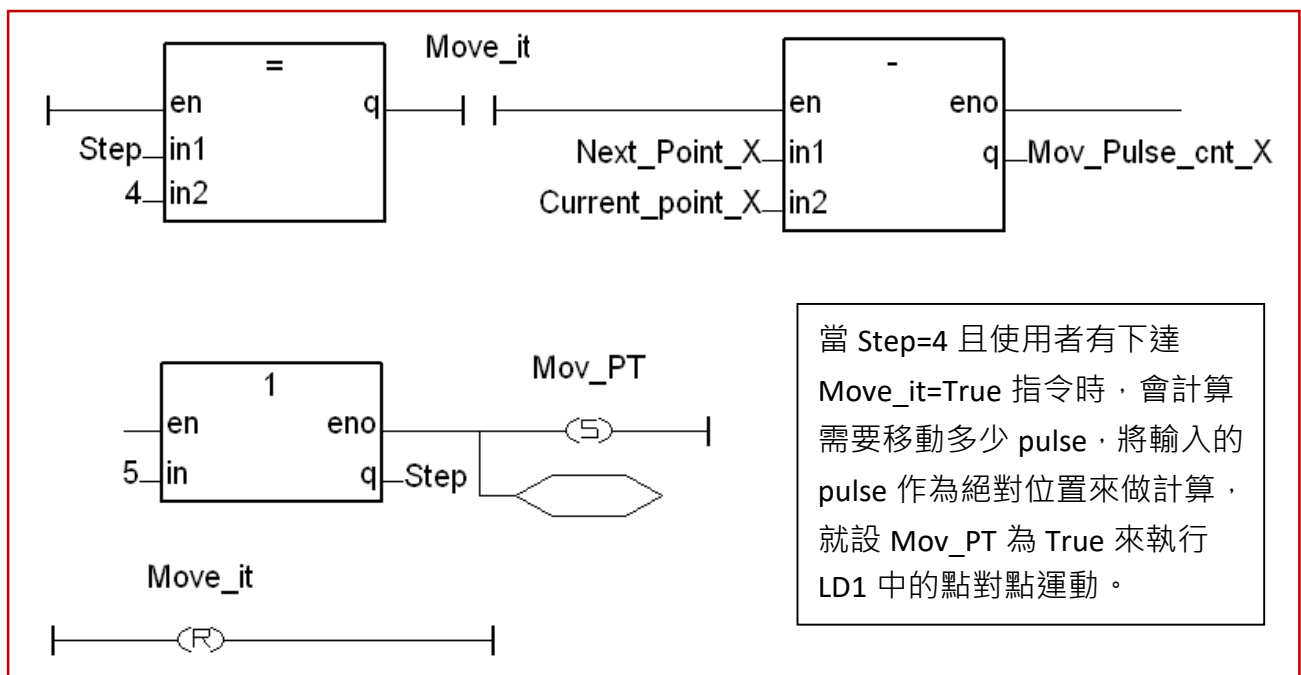 =
Move_it
-
en q
en eno
Step in1
Next_Point_X in1 q Mov_Pulse_cnt_X
4 in2
Current_point_X in2
1
Mov_PT
en eno
(S)
5 in q Step
Move_it
(R)
當 Step=4 且使用者有下達
Move_it=True 指令時，會計算
需要移動多少 pulse，將輸入的
pulse 作為絕對位置來做計算，
就設 Mov_PT 為 True 來執行
LD1 中的點對點運動。